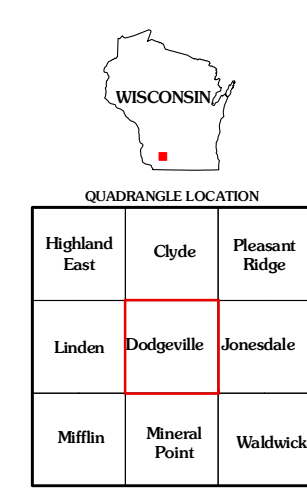 WISCONSIN
QUADRANGLE LOCATION
Highland
East
Clyde
Pleasant
Ridge
Linden
Dodgeville
Jonesdale
Mifflin
Mineral
Point
Waldwick